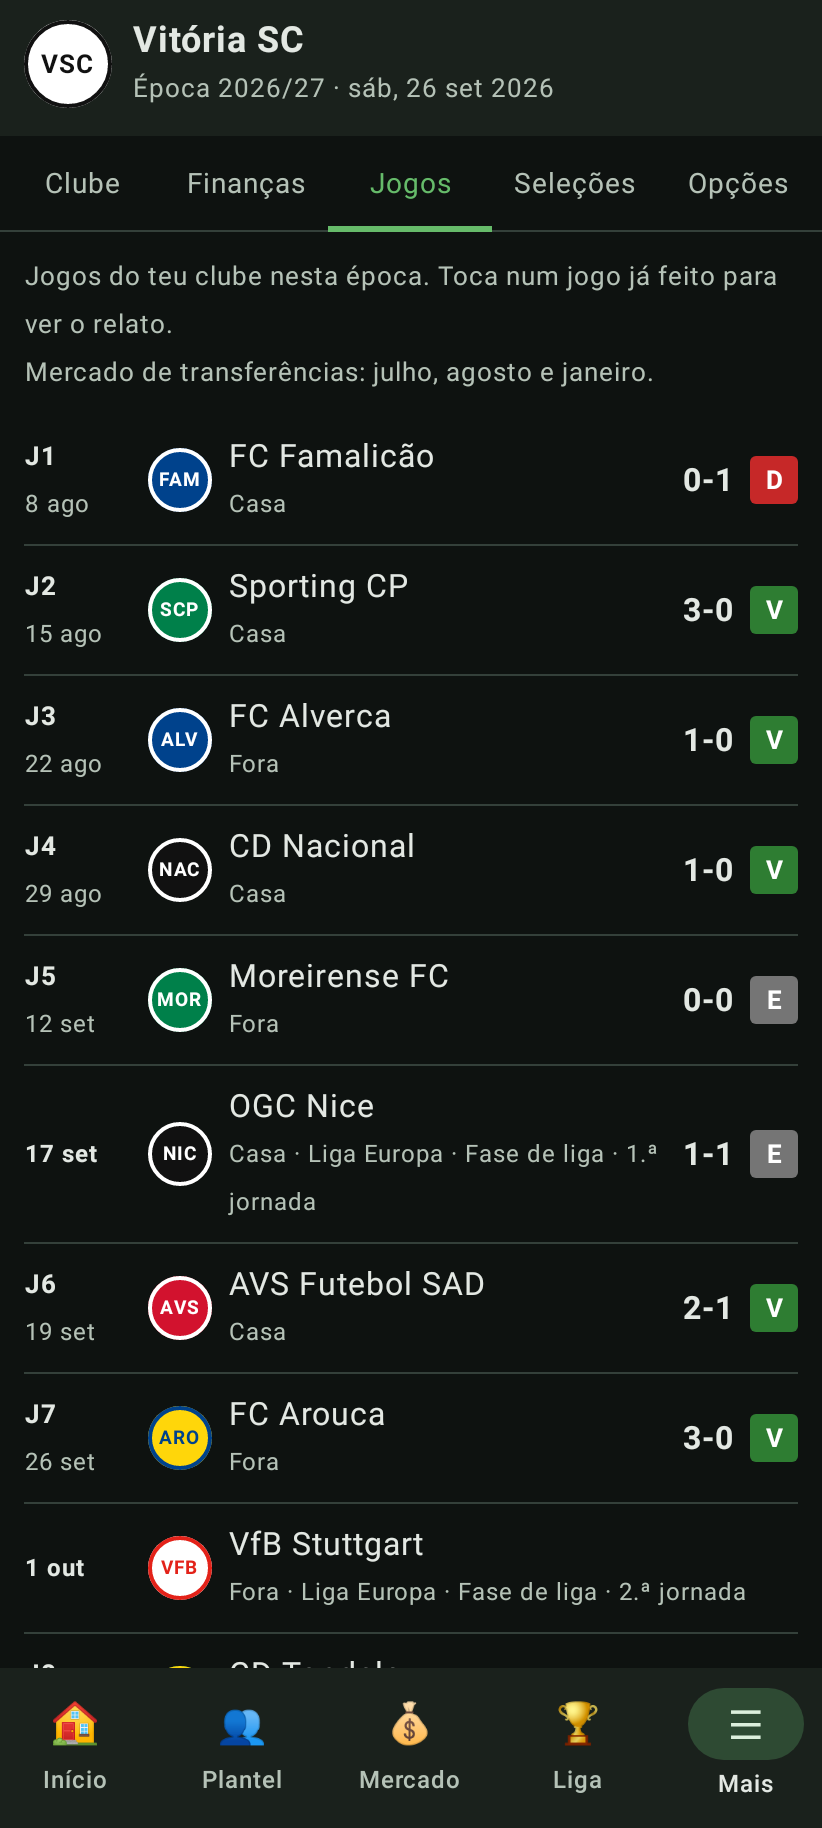 VSC
Vitória SC
Época 2026/27 · sáb, 26 set 2026
Clube Finanças Jogos Seleções Opções
Jogos do teu clube nesta época. Toca num jogo já feito para
ver o relato.
Mercado de transferências: julho, agosto e janeiro.
J1 FAM FC Famalicão 0-1 D
8 ago Casa
J2 SCP Sporting CP 3-0 V
15 ago Casa
J3 ALV FC Alverca 1-0 V
22 ago Fora
J4 NAC CD Nacional 1-0 V
29 ago Casa
J5 MOR Moreirense FC 0-0 E
12 set Fora
OGC Nice
17 set NIC Casa · Liga Europa · Fase de liga · 1.ª 1-1 E
jornada
J6 AVS AVS Futebol SAD 2-1 V
19 set Casa
J7 ARO FC Arouca 3-0 V
26 set Fora
1 out VFB VfB Stuttgart
Fora · Liga Europa · Fase de liga · 2.ª jornada
Início Plantel Mercado Liga Mais